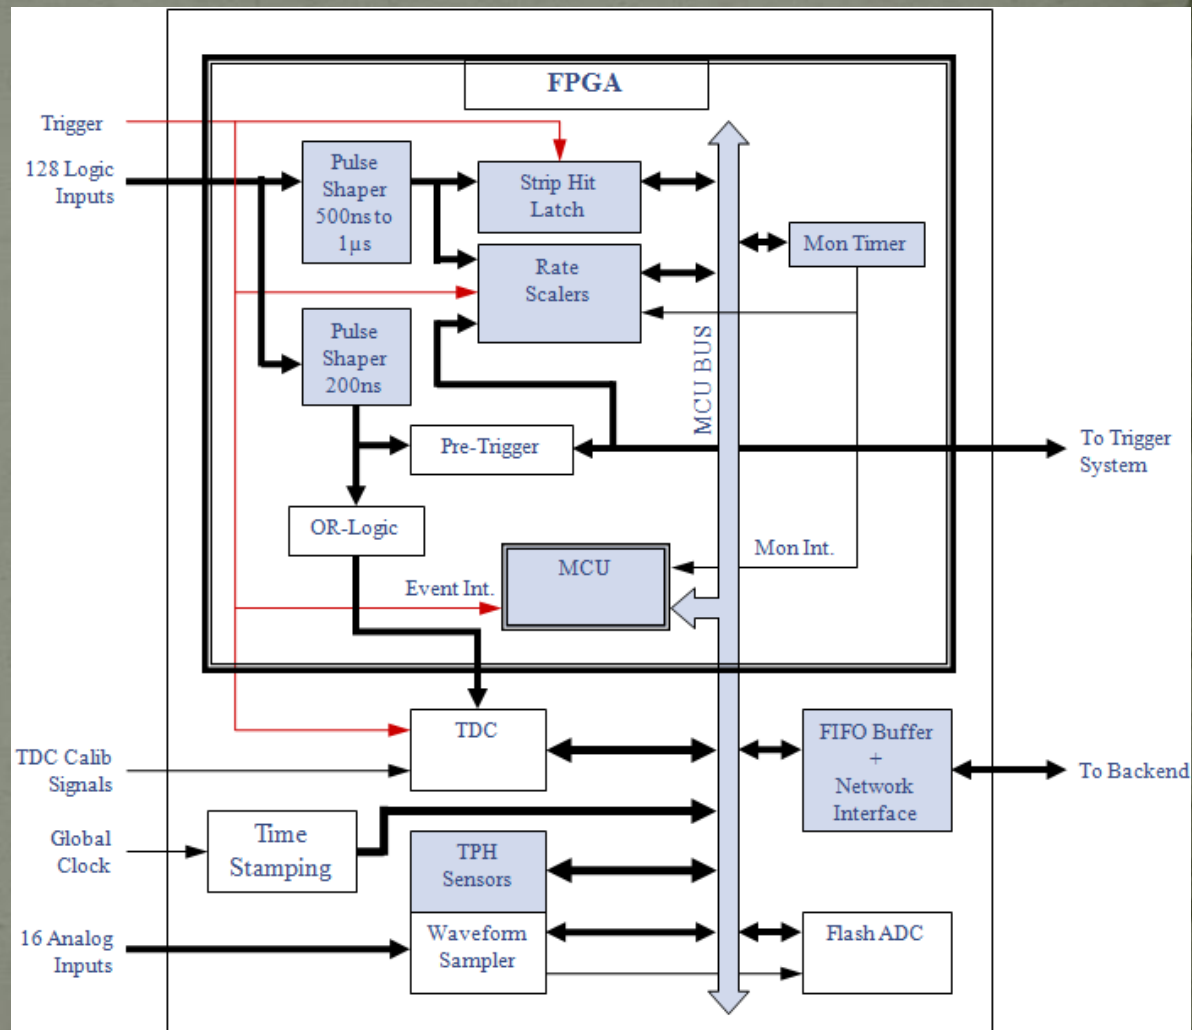 FPGA
Trigger
128 Logic
Inputs
Pulse
Shaper
500ns to
1µs
Strip Hit
Latch
Mon Timer
Rate
Scalers
Pulse
Shaper
200ns
MCU BUS
Pre-Trigger
To Trigger
System
OR-Logic
MCU
Mon Int.
Event Int.
TDC
TDC Calib
Signals
FIFO Buffer
+
Network
Interface
To Backend
Global
Clock
Time
Stamping
TPH
Sensors
16 Analog
Inputs
Waveform
Sampler
Flash ADC